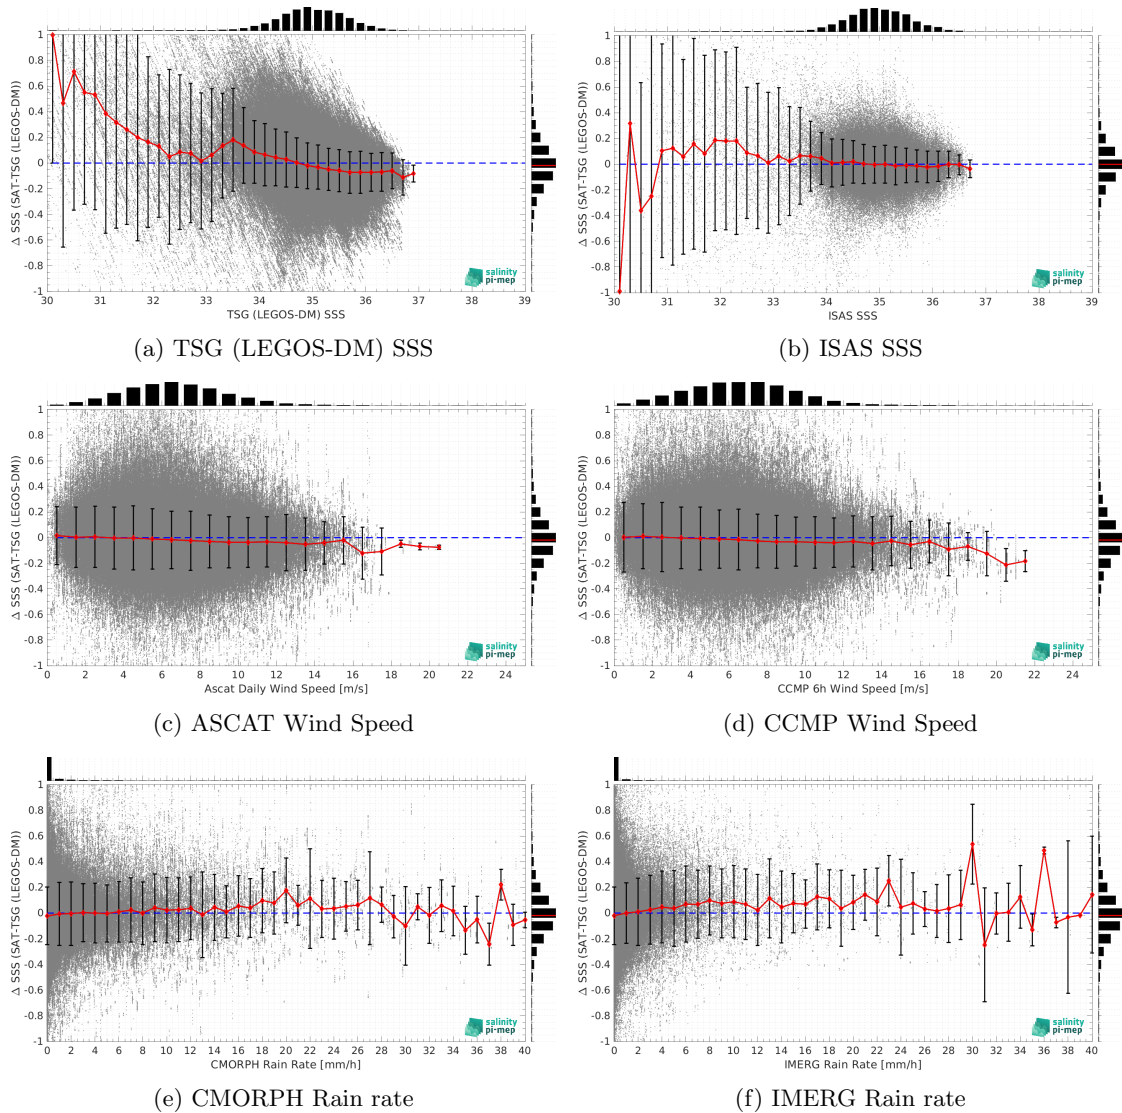 Δ SSS (SAT-TSG (LEGOS-DM))
1
0.8
0.6
0.4
0.2
0
-0.2
-0.4
-0.6
-0.8
-1
30 31 32 33 34 35 36 37 38 39
TSG (LEGOS-DM) SSS
salinity
pi-mep
(a) TSG (LEGOS-DM) SSS
Δ SSS (SAT-TSG (LEGOS-DM))
1
0.8
0.6
0.4
0.2
0
-0.2
-0.4
-0.6
-0.8
-1
30 31 32 33 34 35 36 37 38 39
ISAS SSS
salinity
pi-mep
(b) ISAS SSS
Δ SSS (SAT-TSG (LEGOS-DM))
1
0.8
0.6
0.4
0.2
0
-0.2
-0.4
-0.6
-0.8
-1
0 2 4 6 8 10 12 14 16 18 20 22 24
Ascat Daily Wind Speed [m/s]
salinity
pi-mep
(c) ASCAT Wind Speed
Δ SSS (SAT-TSG (LEGOS-DM))
1
0.8
0.6
0.4
0.2
0
-0.2
-0.4
-0.6
-0.8
-1
0 2 4 6 8 10 12 14 16 18 20 22 24
CCMP 6h Wind Speed [m/s]
salinity
pi-mep
(d) CCMP Wind Speed
Δ SSS (SAT-TSG (LEGOS-DM))
1
0.8
0.6
0.4
0.2
0
-0.2
-0.4
-0.6
-0.8
-1
0 2 4 6 8 10 12 14 16 18 20 22 24 26 28 30 32 34 36 38 40
CMORPH Rain Rate [mm/h]
salinity
pi-mep
(e) CMORPH Rain rate
Δ SSS (SAT-TSG (LEGOS-DM))
1
0.8
0.6
0.4
0.2
0
-0.2
-0.4
-0.6
-0.8
-1
0 2 4 6 8 10 12 14 16 18 20 22 24 26 28 30 32 34 36 38 40
IMERG Rain Rate [mm/h]
salinity
pi-mep
(f) IMERG Rain rate